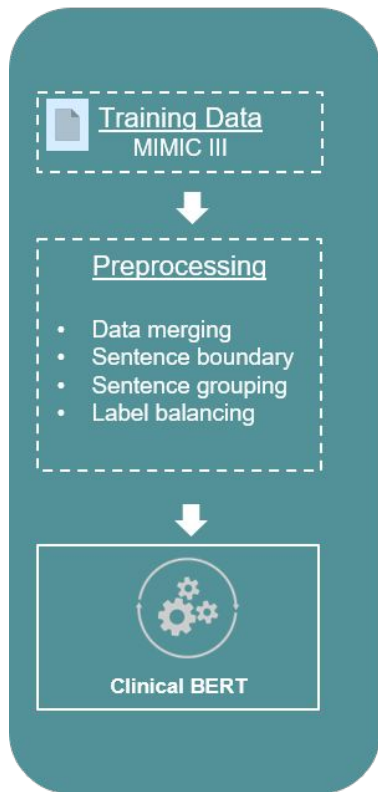 Training Data
MIMIC III
Preprocessing
• Data merging
• Sentence boundary
• Sentence grouping
• Label balancing
Clinical BERT